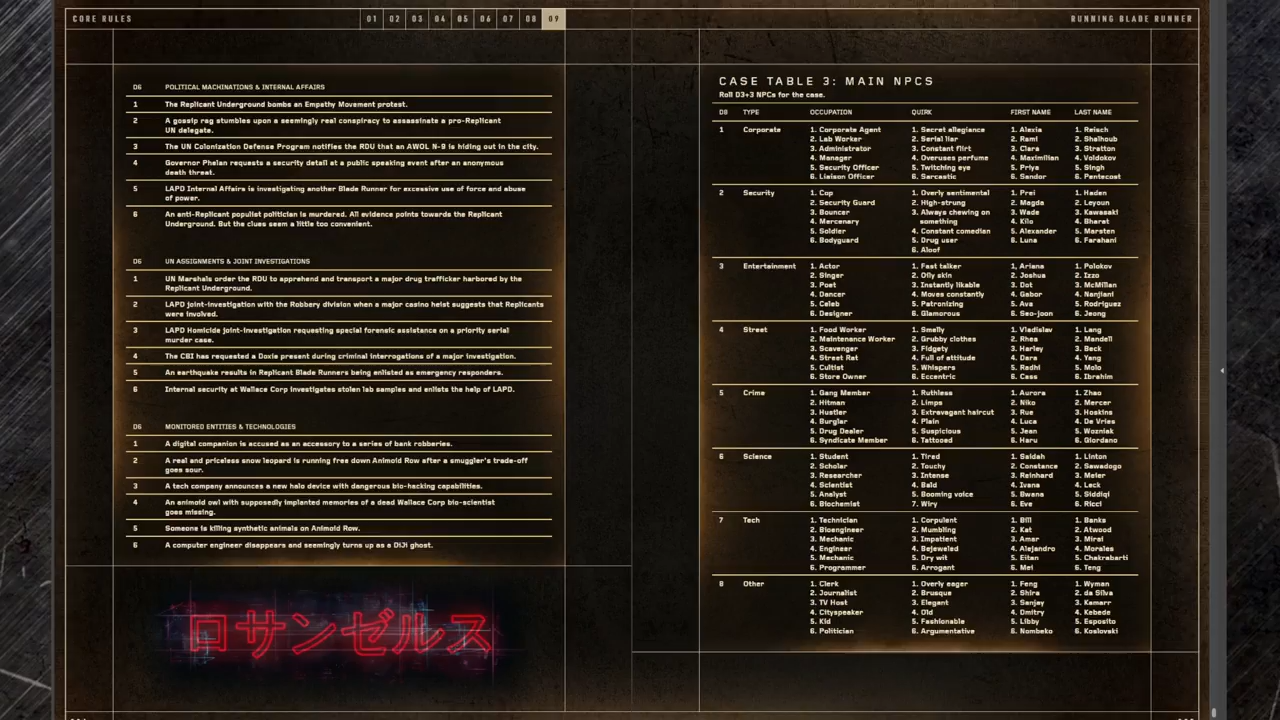 CORE RULES
01 02 03 04 05 06 07 08 09
RUNNING BLADE RUNNER
D6 POLITICAL MACHINATIONS & INTERNAL AFFAIRS
1 The Replicant Underground bombs an Empathy Movement protest.
2 A gossip rag stumbles upon a seemingly real conspiracy to assassinate a pro-Replicant
UN delegate.
3 The UN Colonization Defense Program notifies the RDU that an AWOL N-9 is hiding out in the city.
4 Governor Phelan requests a security detail at a public speaking event after an anonymous
death threat.
5 LAPD Internal Affairs is investigating another Blade Runner for excessive use of force and abuse
of power.
6 An anti-Replicant populist politician is murdered. All evidence points towards the Replicant
Underground. But the clues seem a little too convenient.
D6 UN ASSIGNMENTS & JOINT INVESTIGATIONS
1 UN Marshals order the RDU to apprehend and transport a major drug trafficker harbored by the
Replicant Underground.
2 LAPD joint-investigation with the Robbery division when a major casino heist suggests that Replicants
were involved.
3 LAPD Homicide joint-investigation requesting special forensic assistance on a priority serial
murder case.
4 The CBI has requested a Doxie present during criminal interrogations of a major investigation.
5 An earthquake results in Replicant Blade Runners being enlisted as emergency responders.
6 Internal security at Wallace Corp investigates stolen lab samples and enlists the help of LAPD.
D6 MONITORED ENTITIES & TECHNOLOGIES
1 A digital companion is accused as an accessory to a series of bank robberies.
2 A real and priceless snow leopard is running free down Animoid Row after a smuggler's trade-off
goes sour.
3 A tech company announces a new halo device with dangerous bio-hacking capabilities.
4 An animoid owl with supposedly implanted memories of a dead Wallace Corp bio-scientist
goes missing.
5 Someone is killing synthetic animals on Animoid Row.
6 A computer engineer disappears and seemingly turns up as a DiJi ghost.
ロサンゼルス
CASE TABLE 3: MAIN NPCS
Roll D3+3 NPCs for the case.
D8 TYPE OCCUPATION QUIRK FIRST NAME LAST NAME
1 Corporate 1. Corporate Agent 1. Secret allegiance 1. Alexia 1. Reisch
2. Lab Worker 2. Serial liar 2. Rami 2. Shalhoub
3. Administrator 3. Constant flirt 3. Clara 3. Stratton
4. Manager 4. Overuses perfume 4. Maximilian 4. Voldokov
5. Security Officer 5. Twitching eye 5. Priya 5. Singh
6. Liaison Officer 6. Sarcastic 6. Sandor 6. Pentecost
2 Security 1. Cop 1. Overly sentimental 1. Prei 1. Haden
2. Security Guard 2. High-strung 2. Magda 2. Leyoun
3. Bouncer 3. Always chewing on 3. Wade 3. Kawasaki
4. Mercenary something 4. Kilo 4. Bharat
5. Soldier 4. Constant comedian 5. Alexander 5. Marsten
6. Bodyguard 5. Drug user 6. Luna 6. Farahani
6. Aloof
3 Entertainment 1. Actor 1. Fast talker 1. Ariana 1. Polokov
2. Singer 2. Oily skin 2. Joshua 2. Izzo
3. Poet 3. Instantly likable 3. Dot 3. McMillan
4. Dancer 4. Moves constantly 4. Gabor 4. Nanjiani
5. Celeb 5. Patronizing 5. Ava 5. Rodriguez
6. Designer 6. Glamorous 6. Seo-joon 6. Jeong
4 Street 1. Food Worker 1. Smelly 1. Vladislav 1. Lang
2. Maintenance Worker 2. Grubby clothes 2. Rhea 2. Mandell
3. Scavenger 3. Fidgety 3. Harley 3. Beck
4. Street Rat 4. Full of attitude 4. Dara 4. Yang
5. Cultist 5. Whispers 5. Radhi 5. Molo
6. Store Owner 6. Eccentric 6. Cass 6. Ibrahim
5 Crime 1. Gang Member 1. Ruthless 1. Aurora 1. Zhao
2. Hitman 2. Limps 2. Niko 2. Mercer
3. Hustler 3. Extravagant haircut 3. Rue 3. Hoskins
4. Burglar 4. Plain 4. Luca 4. De Vries
5. Drug Dealer 5. Suspicious 5. Jean 5. Wozniak
6. Syndicate Member 6. Tattooed 6. Haru 6. Giordano
6 Science 1. Student 1. Tired 1. Saidah 1. Linton
2. Scholar 2. Touchy 2. Constance 2. Sawadogo
3. Researcher 3. Intense 3. Reinhard 3. Meier
4. Scientist 4. Bald 4. Ivana 4. Leck
5. Analyst 5. Booming voice 5. Bwana 5. Siddiqi
6. Biochemist 7. Wiry 6. Eve 6. Ricci
7 Tech 1. Technician 1. Corpulent 1. Bill 1. Banks
2. Bioengineer 2. Mumbling 2. Kat 2. Atwood
3. Mechanic 3. Impatient 3. Amar 3. Mirai
4. Engineer 4. Bejeweled 4. Alejandro 4. Morales
5. Mechanic 5. Dry wit 5. Eitan 5. Chakrabarti
6. Programmer 6. Arrogant 6. Mei 6. Teng
8 Other 1. Clerk 1. Overly eager 1. Feng 1. Wyman
2. Journalist 2. Brusque 2. Shira 2. da Silva
3. TV Host 3. Elegant 3. Sanjay 3. Kamarr
4. Cityspeaker 4. Old 4. Dmitry 4. Kebede
5. Kid 5. Fashionable 5. Libby 5. Esposito
6. Politician 6. Argumentative 6. Nombeko 6. Koslovski